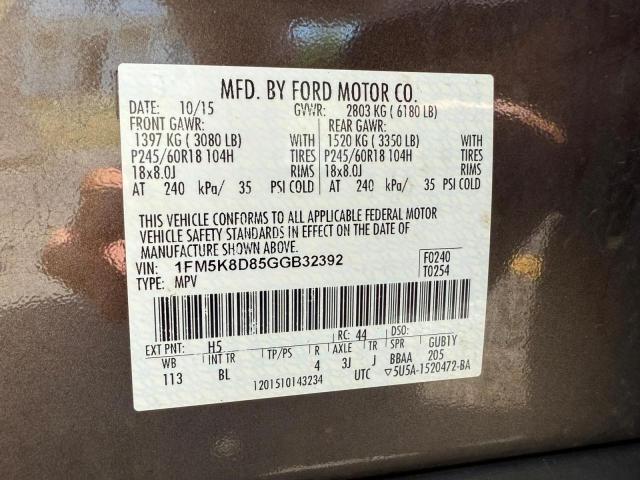 MFD. BY FORD MOTOR CO.
DATE: 10/15 GVWR: 2803 KG ( 6180 LB)
FRONT GAWR: REAR GAWR:
1397 KG ( 3080 LB) WITH 1520 KG ( 3350 LB) WITH
P245/60R18 104H TIRES P245/60R18 104H TIRES
18x8.0J RIMS 18x8.0J RIMS
AT 240 kPa/ 35 PSI COLD AT 240 kPa/ 35 PSI COLD
THIS VEHICLE CONFORMS TO ALL APPLICABLE FEDERAL MOTOR
VEHICLE SAFETY STANDARDS IN EFFECT ON THE DATE OF
MANUFACTURE SHOWN ABOVE.
VIN: 1FM5K8D85GGB32392 F0240
TYPE: MPV T0254
EXT PNT: H5 RC: 44 DSO:
WB INT TR TP/PS R AXLE TR SPR GUB1Y
113 BL 4 3J J BBAA 205
1201510143234 UTC ▽5U5A-1520472-BA